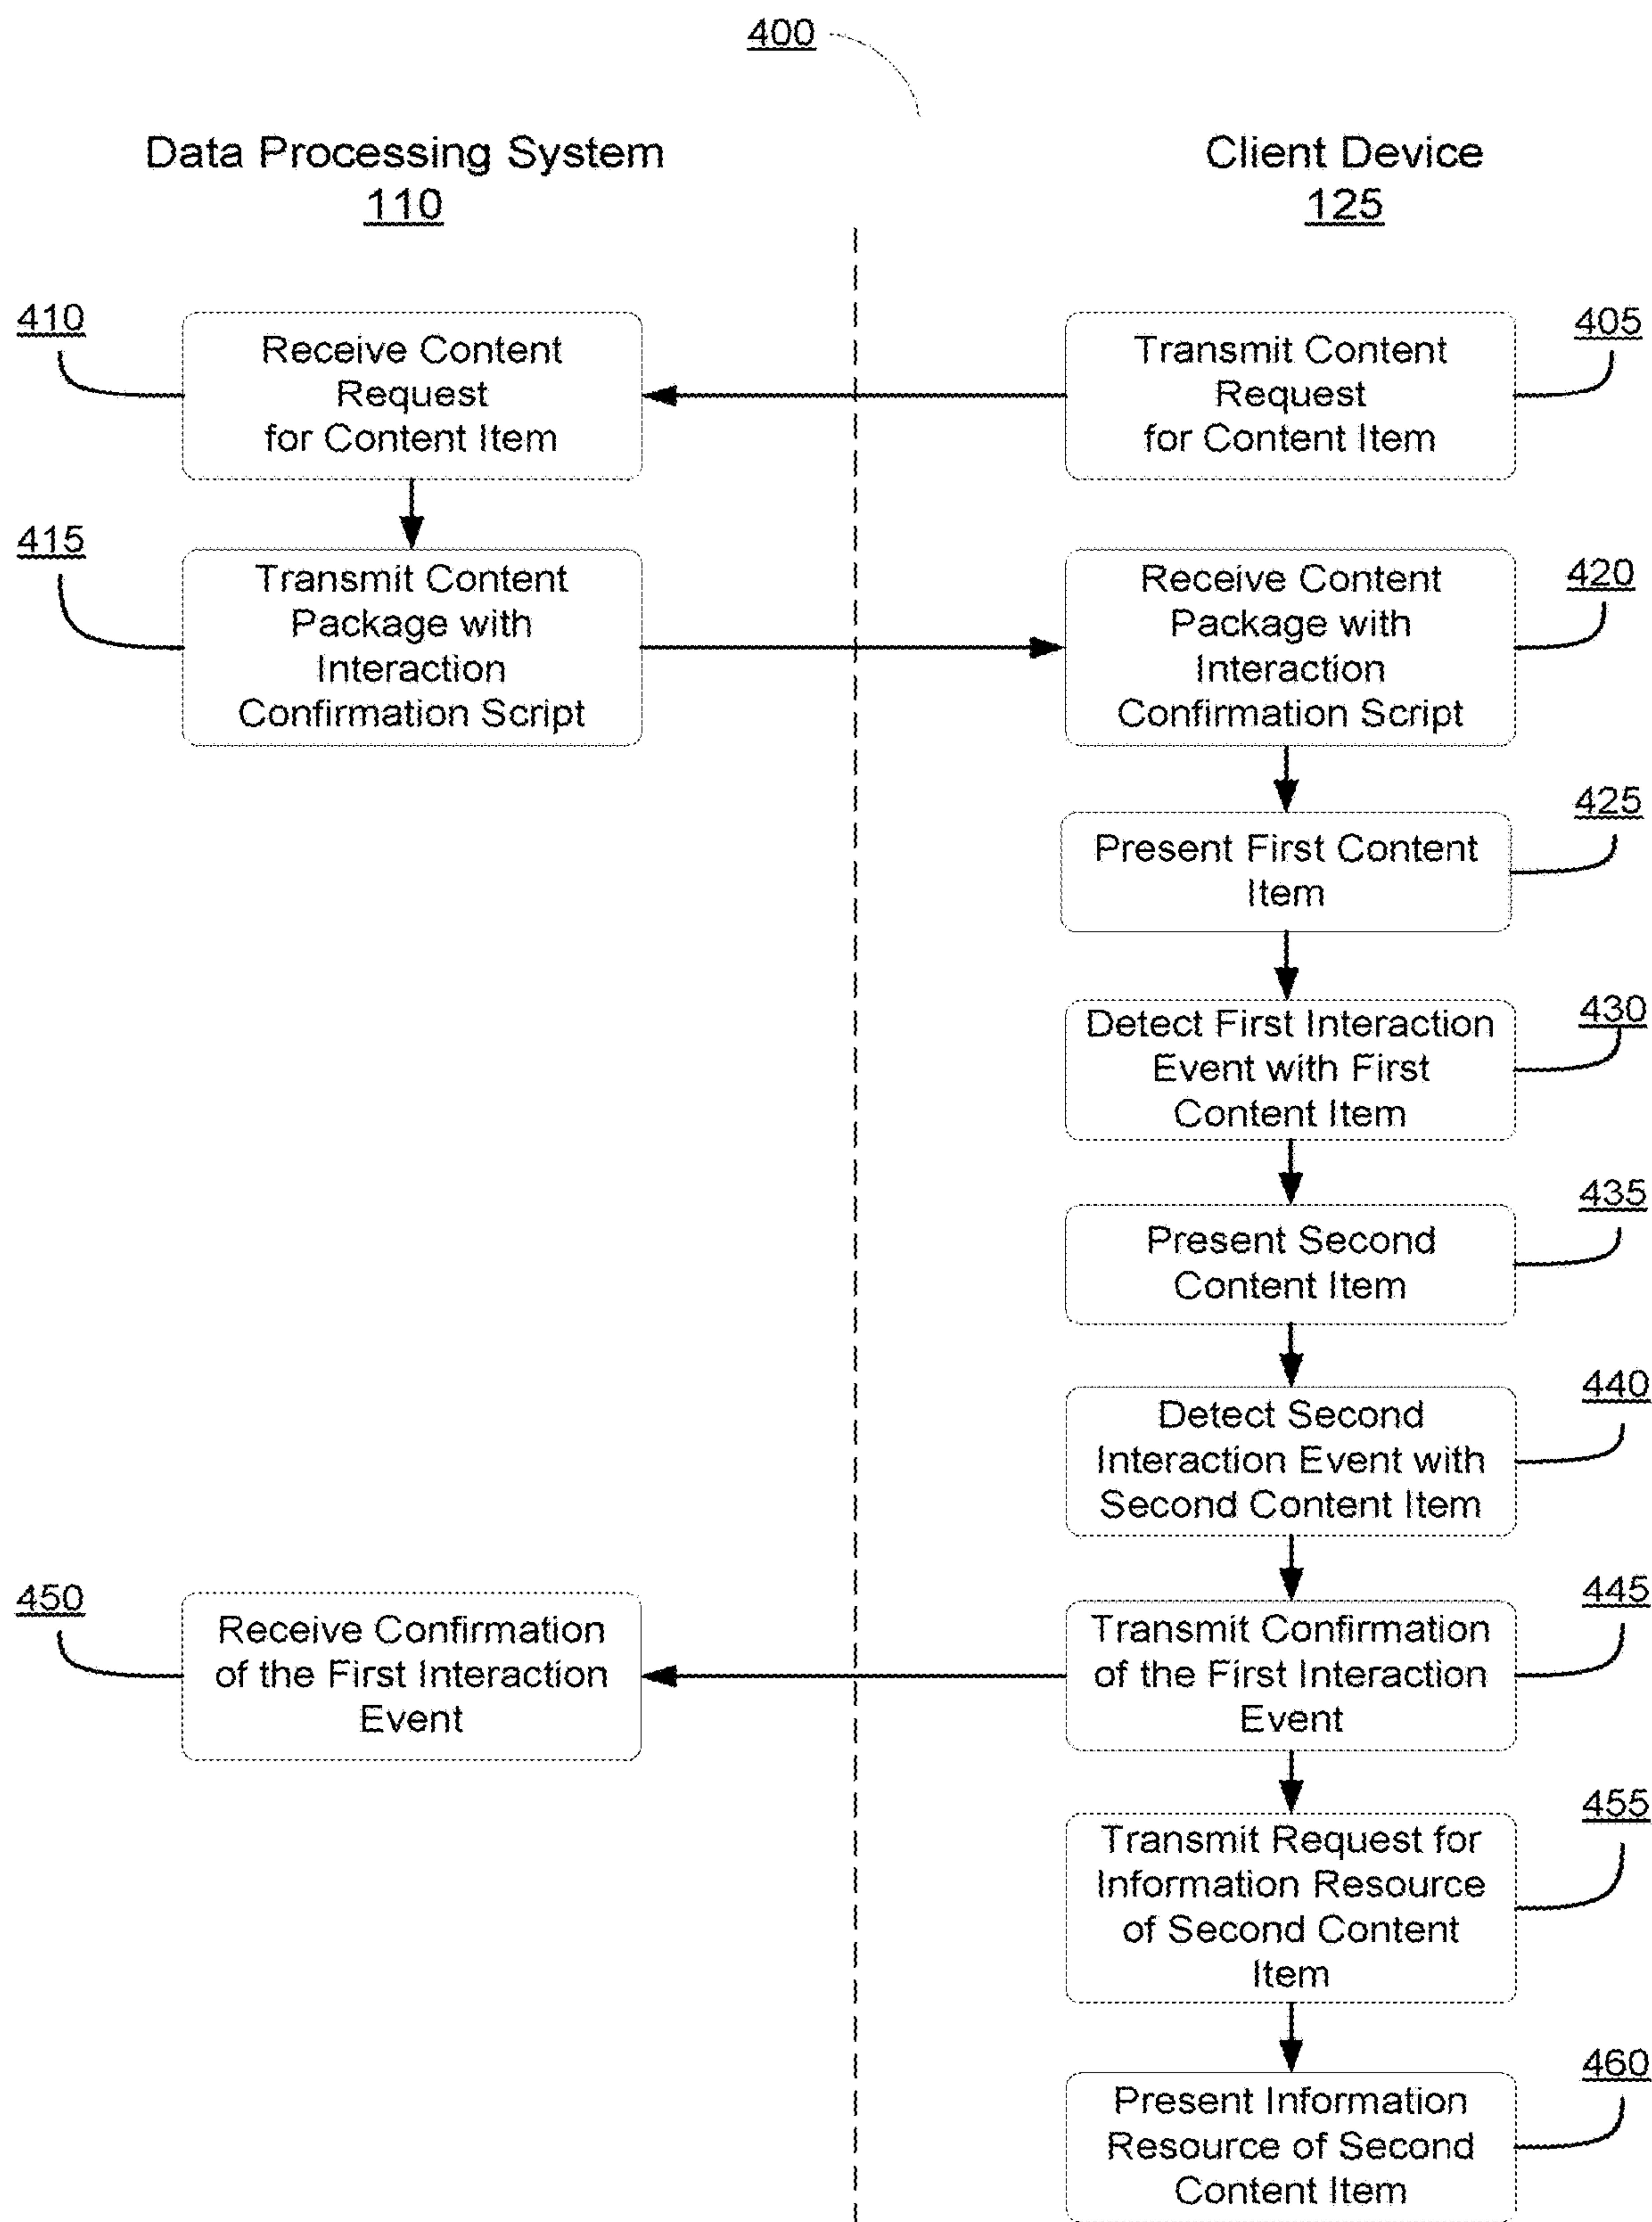 400
Data Processing System
110
Client Device
125
410
Receive Content
Request
for Content Item
405
Transmit Content
Request
for Content Item
415
Transmit Content
Package with
Interaction
Confirmation Script
420
Receive Content
Package with
Interaction
Confirmation Script
425
Present First Content
Item
430
Detect First Interaction
Event with First
Content Item
435
Present Second
Content Item
440
Detect Second
Interaction Event with
Second Content Item
445
Transmit Confirmation
of the First Interaction
Event
450
Receive Confirmation
of the First Interaction
Event
455
Transmit Request for
Information Resource
of Second Content
Item
460
Present Information
Resource of Second
Content Item